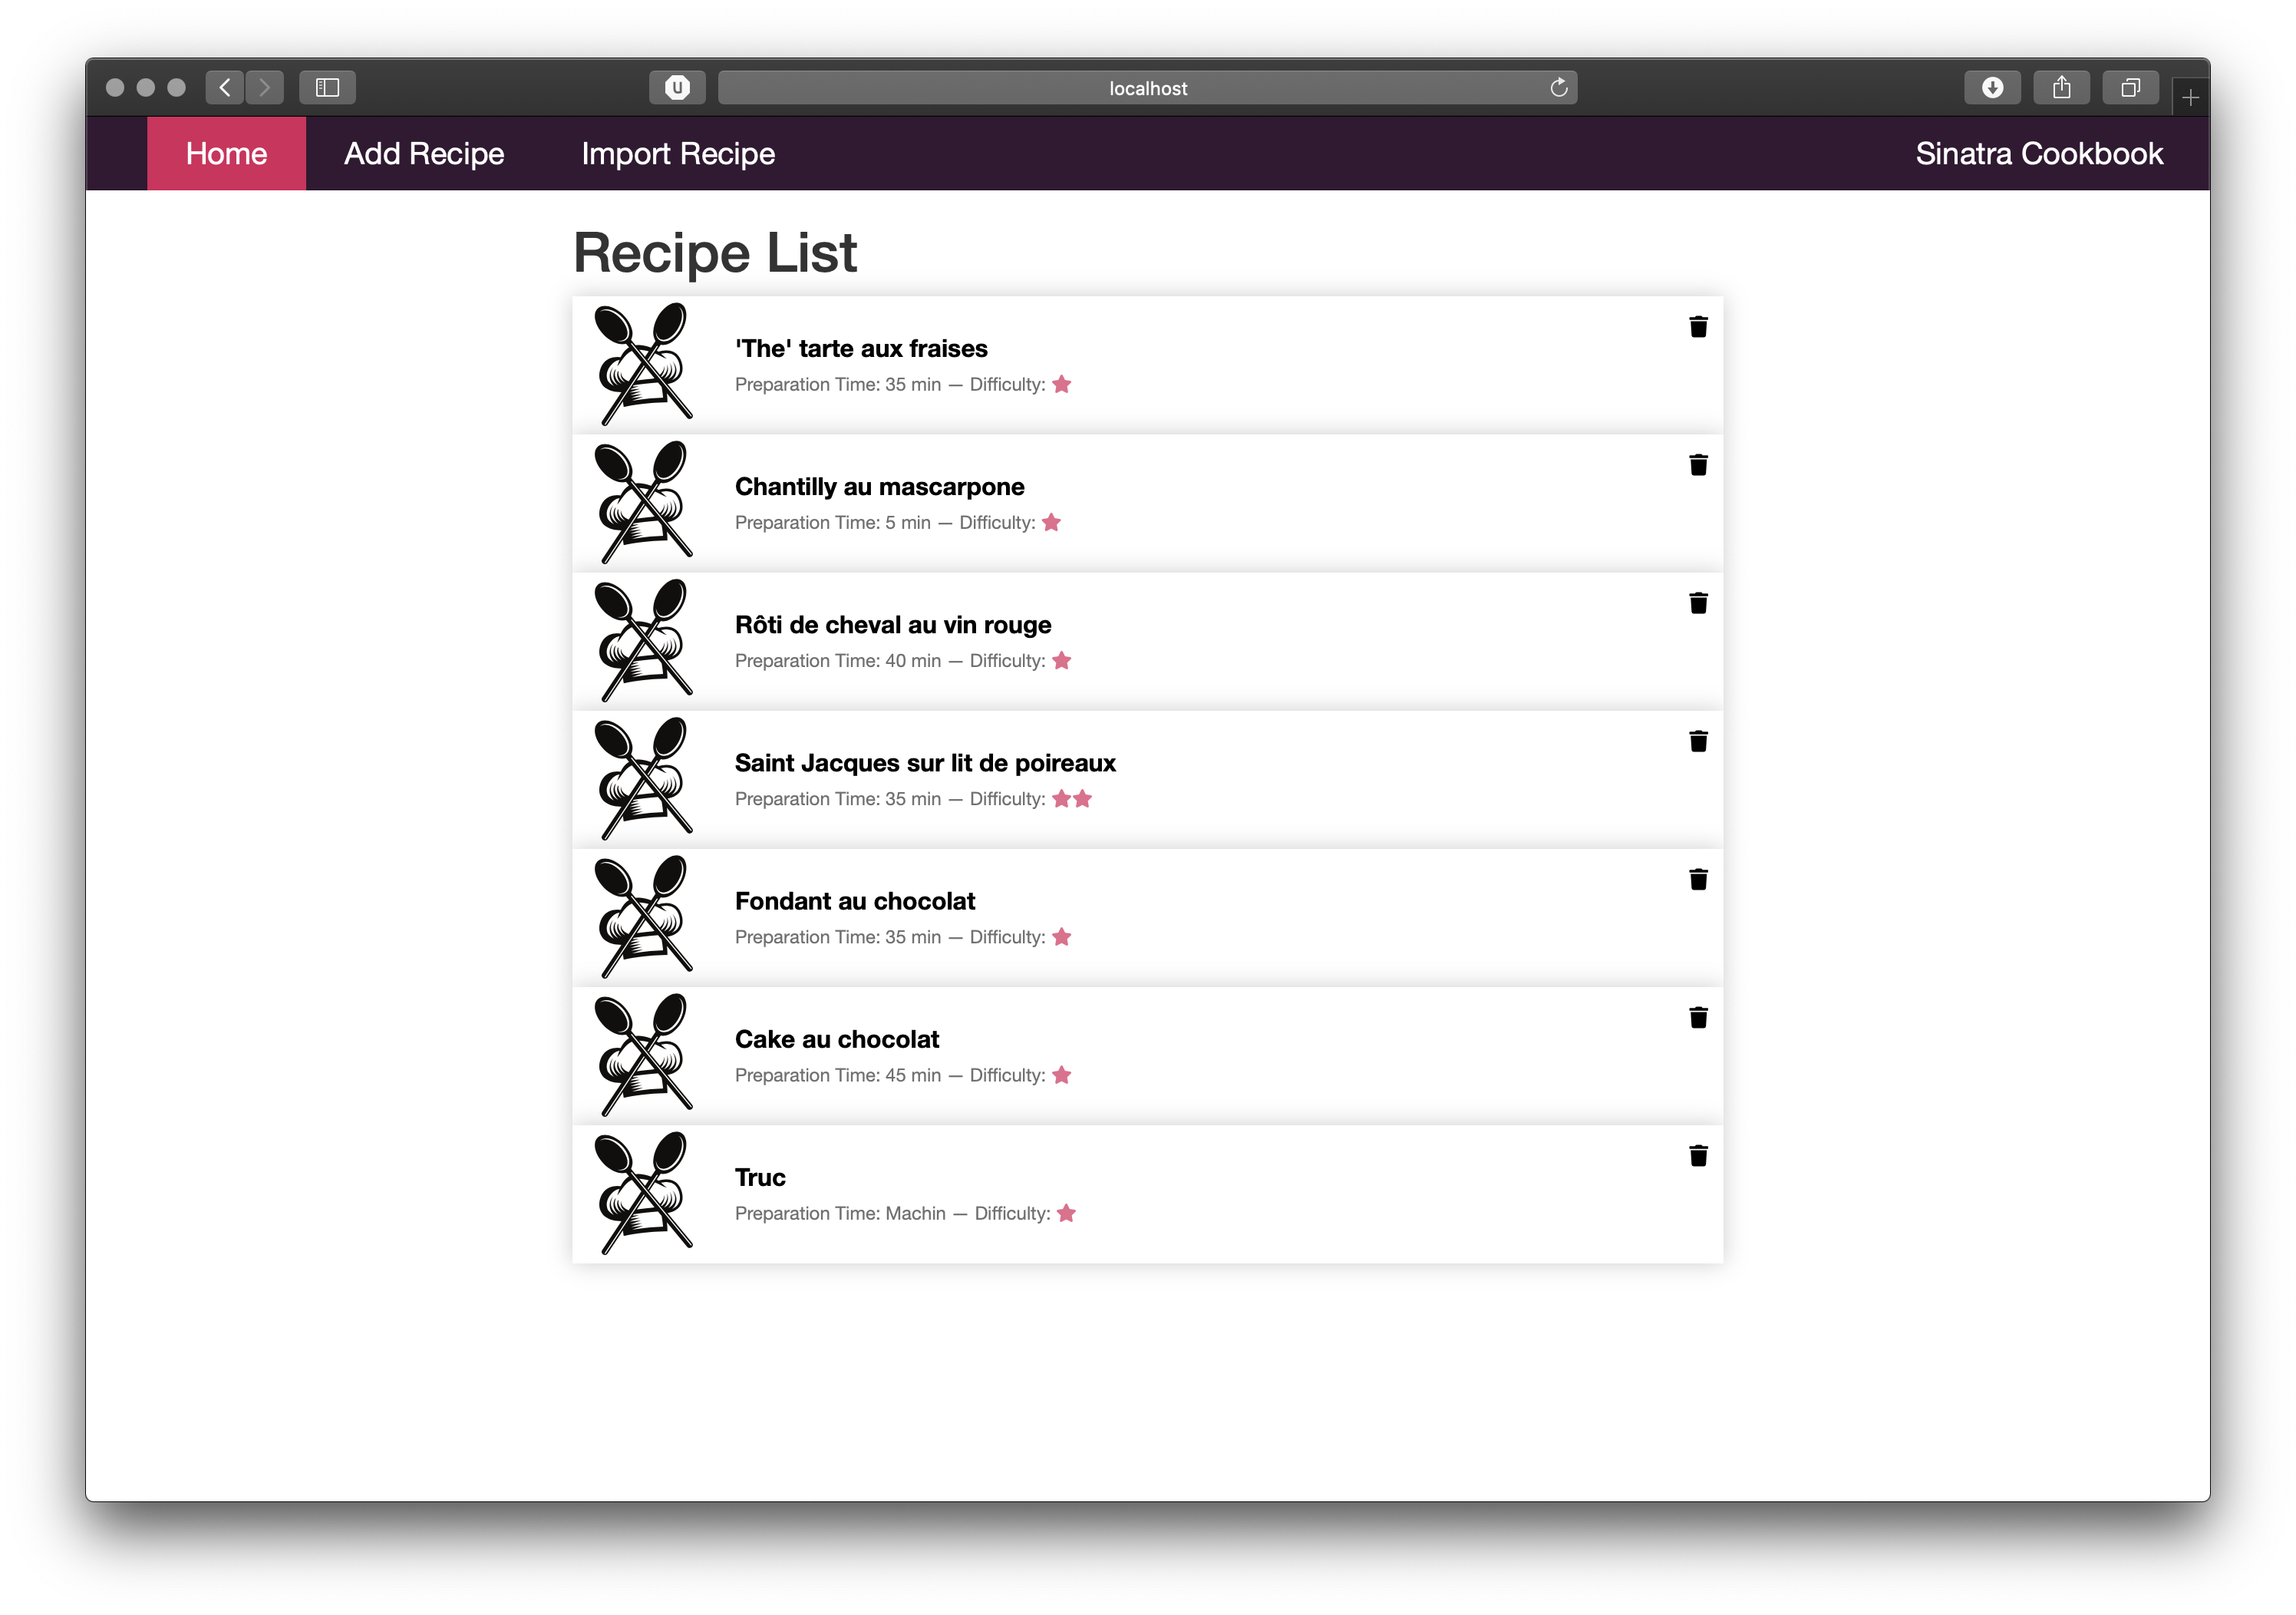 localhost
Home Add Recipe Import Recipe Sinatra Cookbook
Recipe List
'The' tarte aux fraises
Preparation Time: 35 min — Difficulty:
Chantilly au mascarpone
Preparation Time: 5 min — Difficulty:
Rôti de cheval au vin rouge
Preparation Time: 40 min — Difficulty:
Saint Jacques sur lit de poireaux
Preparation Time: 35 min — Difficulty:
Fondant au chocolat
Preparation Time: 35 min — Difficulty:
Cake au chocolat
Preparation Time: 45 min — Difficulty:
Truc
Preparation Time: Machin — Difficulty: